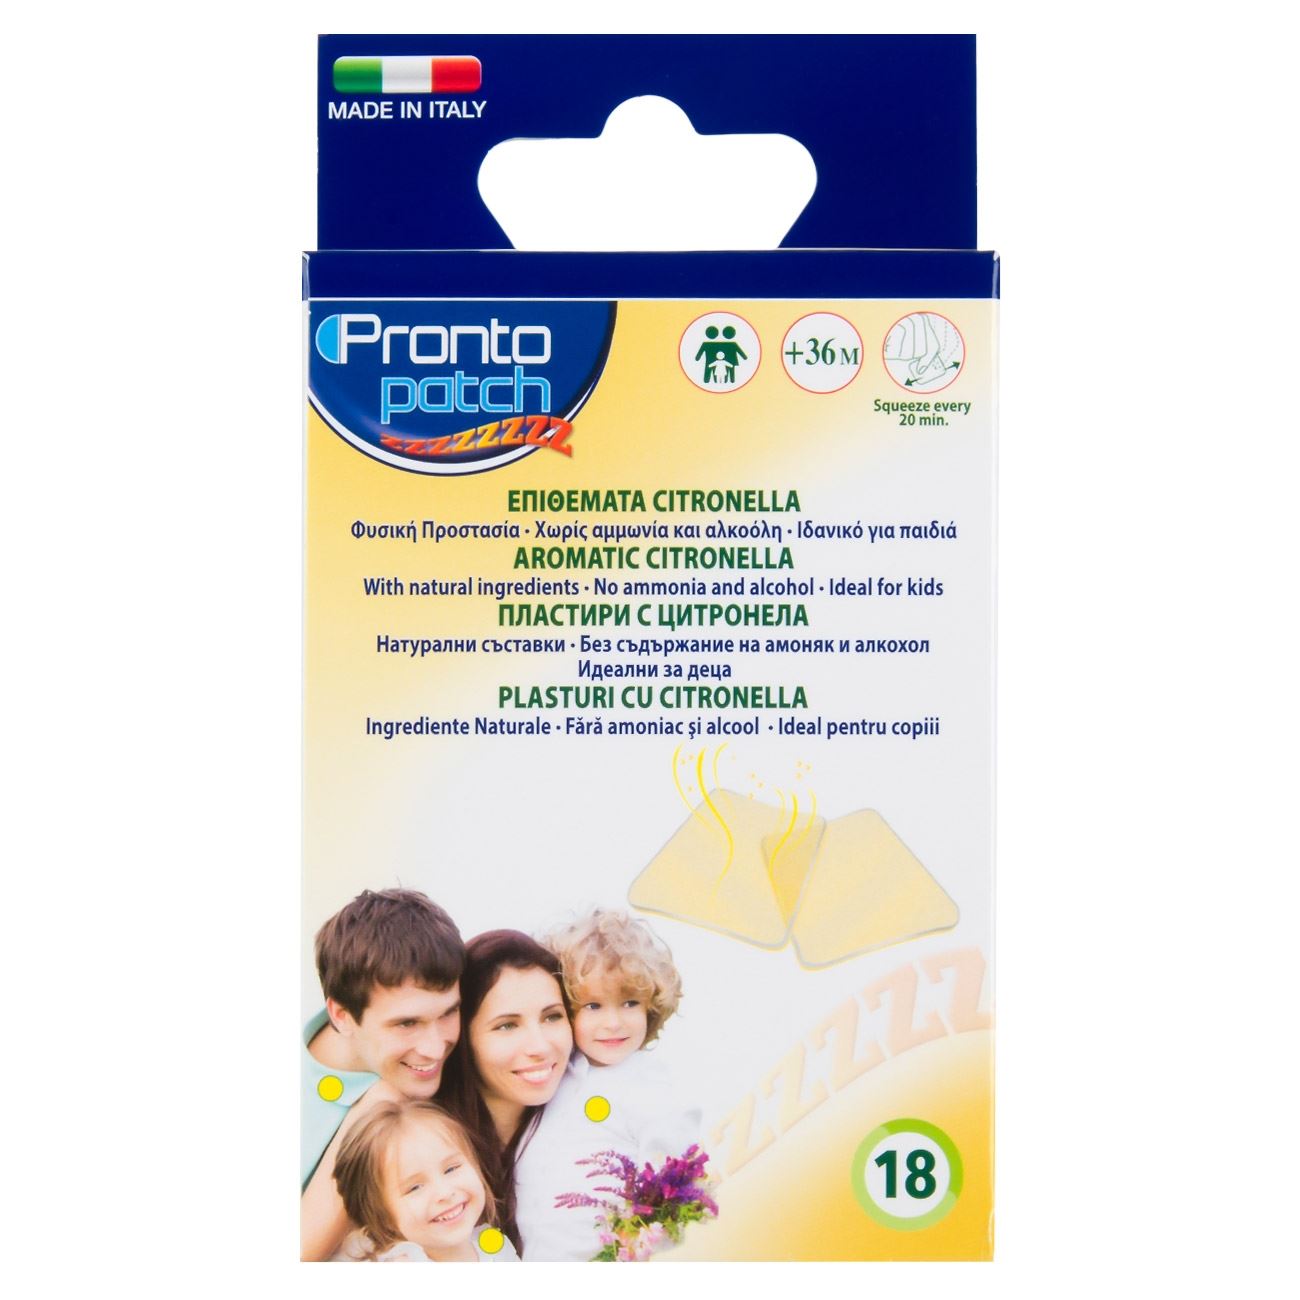 MADE IN ITALY
Pronto
patch
zzzzzzzz
+36 M
Squeeze every
20 min.
ΕΠΙΘΕΜΑΤΑ CITRONELLA
Φυσική Προστασία · Χωρίς αμμωνία και αλκοόλη · Ιδανικό για παιδιά
AROMATIC CITRONELLA
With natural ingredients · No ammonia and alcohol · Ideal for kids
ПЛАСТИРИ С ЦИТРОНЕЛА
Натурални съставки · Без съдържание на амоняк и алкохол
Идеални за деца
PLASTURI CU CITRONELLA
Ingrediente Naturale · Fără amoniac şi alcool · Ideal pentru copiii
zzzzzzz
18